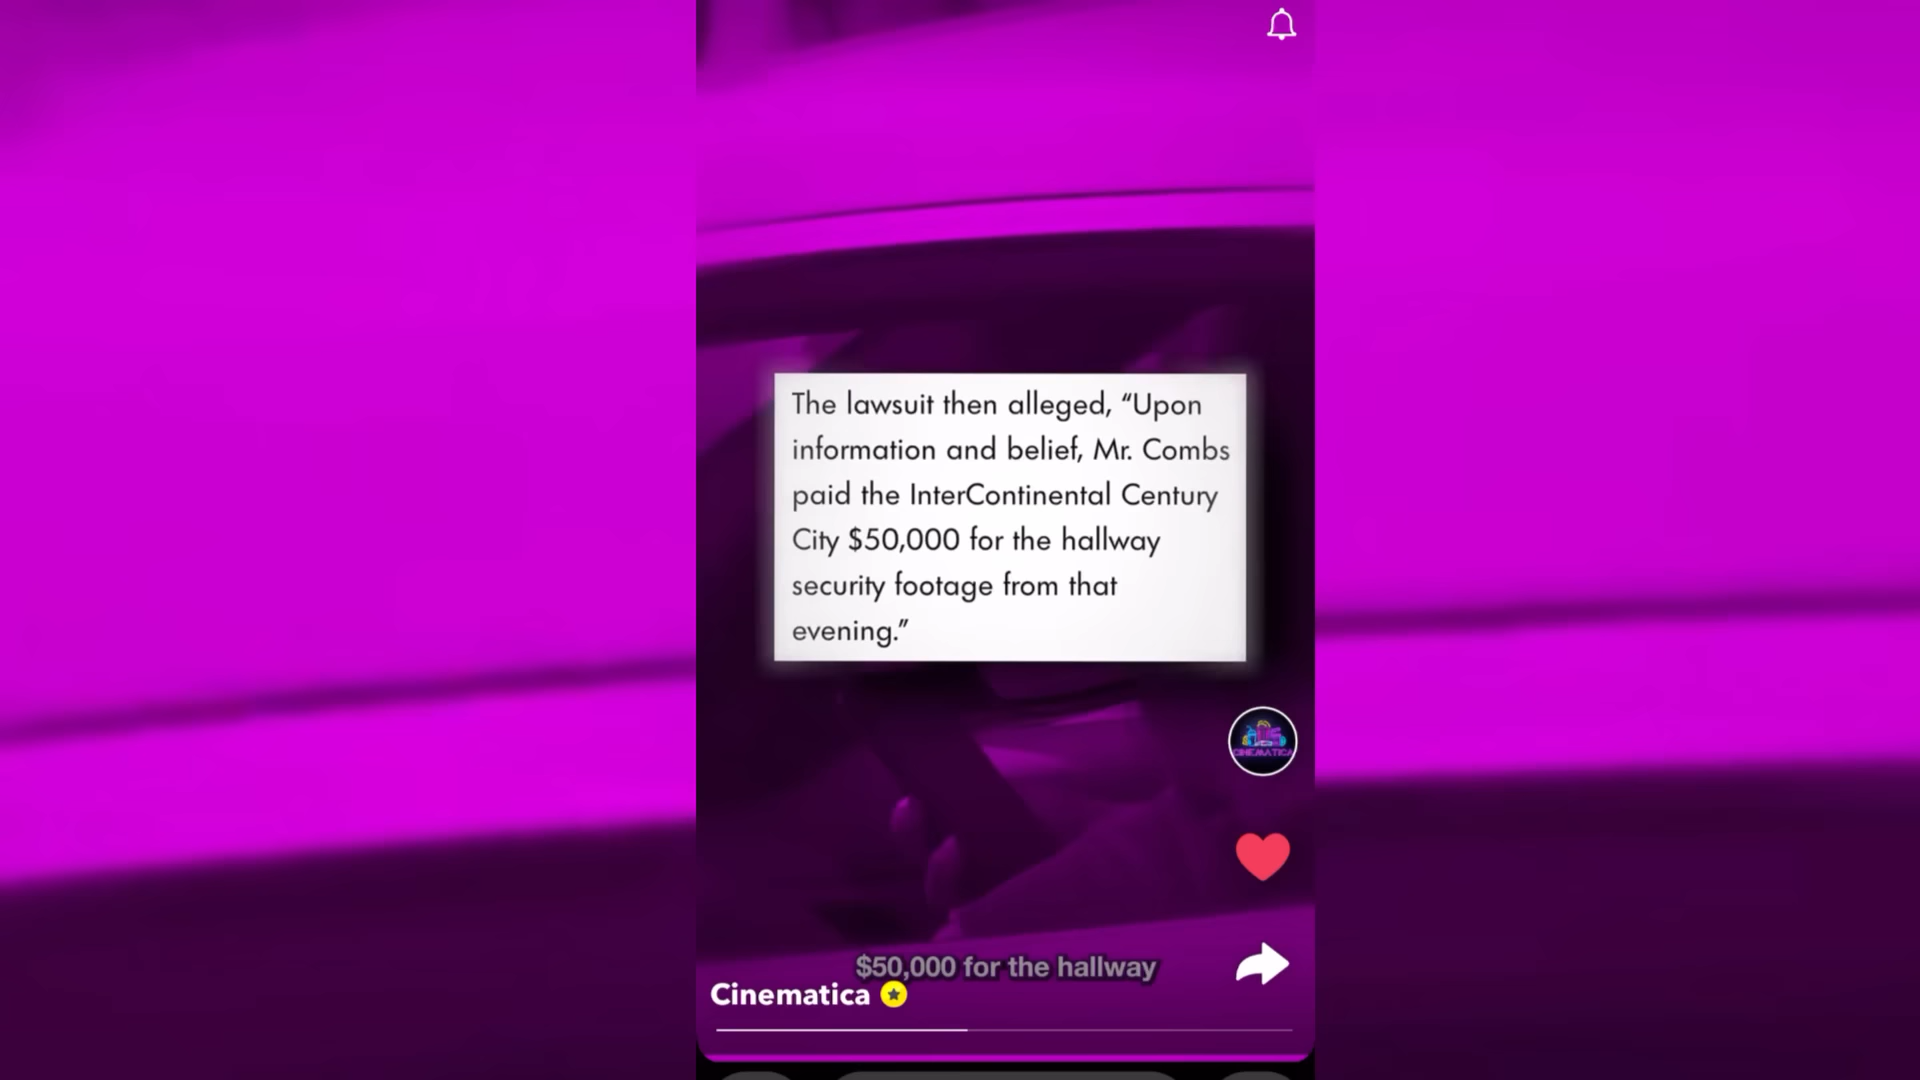 The lawsuit then alleged, “Upon
information and belief, Mr. Combs
paid the InterContinental Century
City $50,000 for the hallway
security footage from that
evening.”
CINEMATICA
$50,000 for the hallway
Cinematica